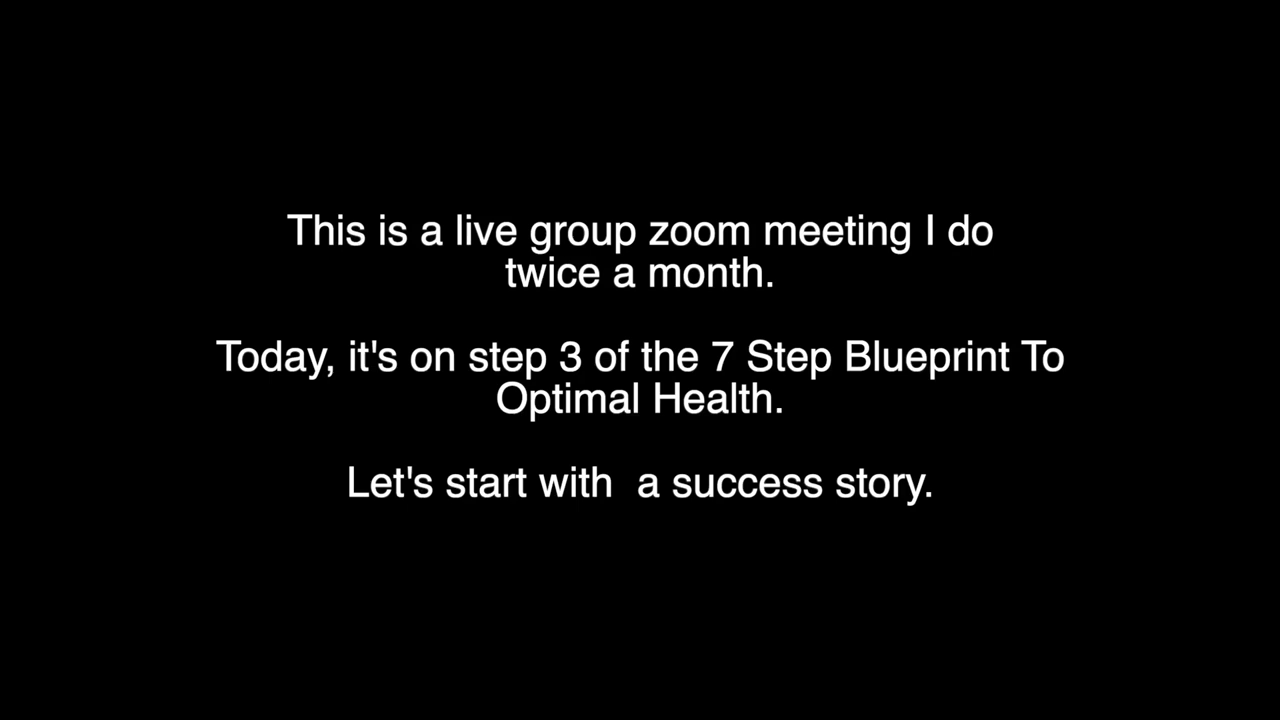 This is a live group zoom meeting I do
twice a month.
Today, it's on step 3 of the 7 Step Blueprint To
Optimal Health.
Let's start with  a success story.